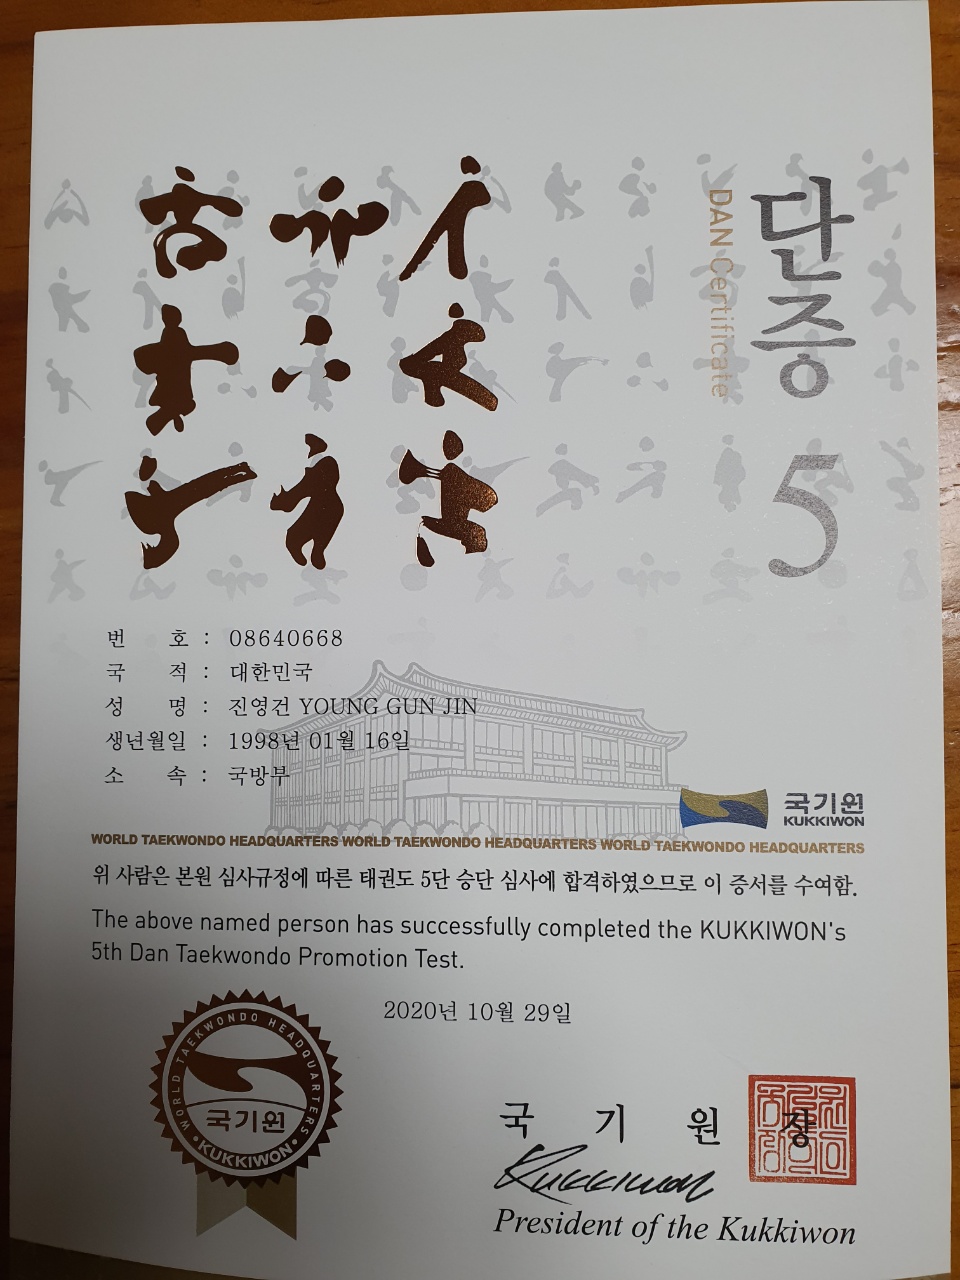 단증
DAN Certificate
5
번 호 : 08640668
국 적 : 대한민국
성 명 : 진영건 YOUNG GUN JIN
생년월일 : 1998년 01월 16일
소 속 : 국방부
국기원
KUKKIWON
WORLD TAEKWONDO HEADQUARTERS WORLD TAEKWONDO HEADQUARTERS WORLD TAEKWONDO HEADQUARTERS
위 사람은 본원 심사규정에 따른 태권도 5단 승단 심사에 합격하였으므로 이 증서를 수여함.
The above named person has successfully completed the KUKKIWON's
5th Dan Taekwondo Promotion Test.
2020년 10월 29일
WORLD TAEKWONDO HEADQUARTERS
국기원
KUKKIWON
국 기 원 장
Kukkiwon
President of the Kukkiwon